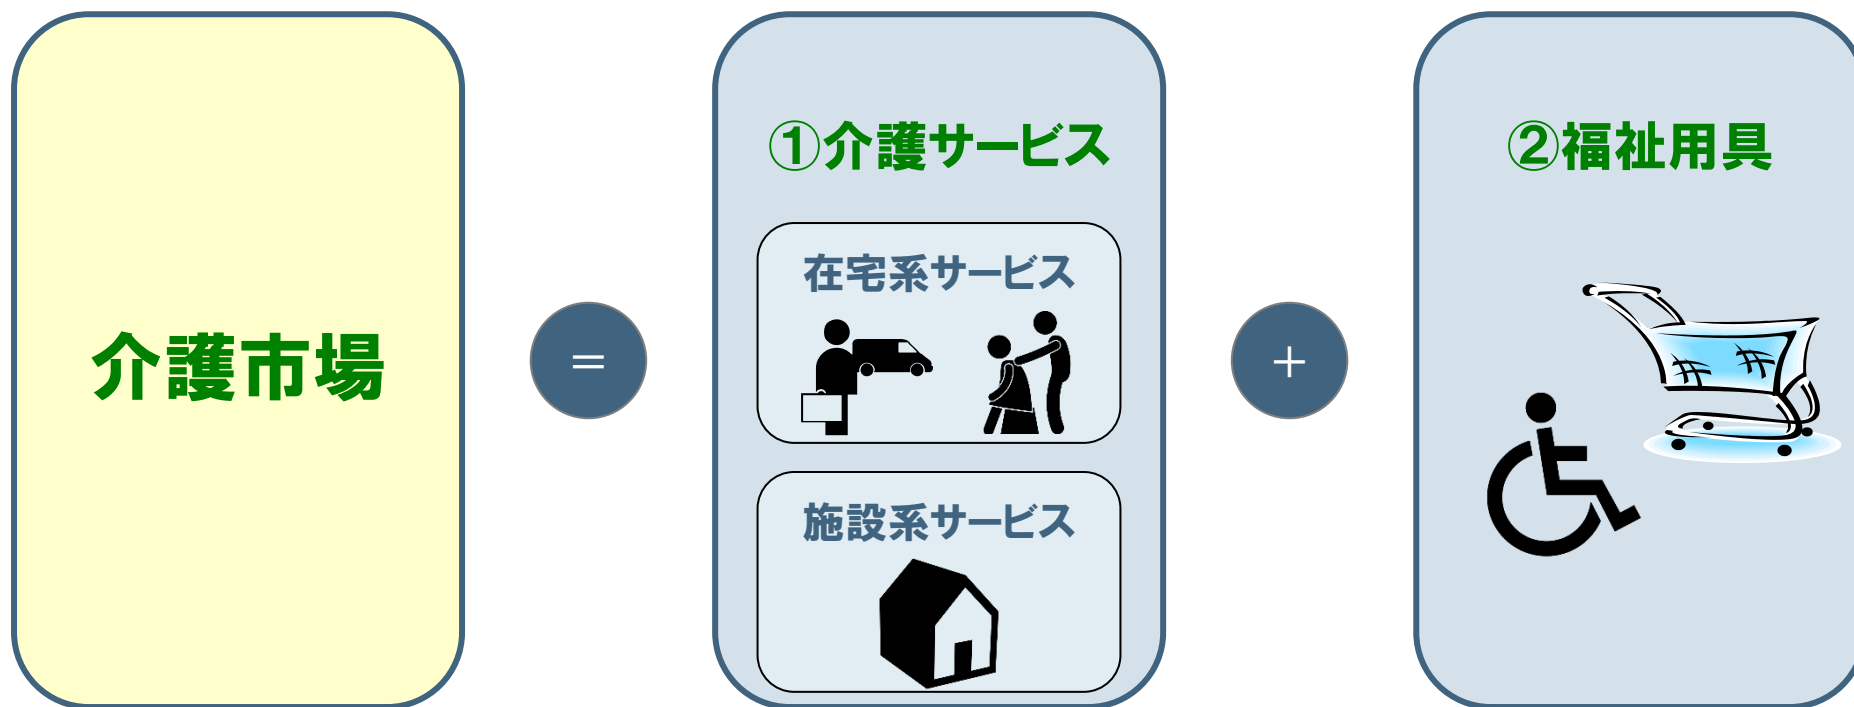 介護市場
=
①介護サービス
在宅系サービス
施設系サービス
+
②福祉用具